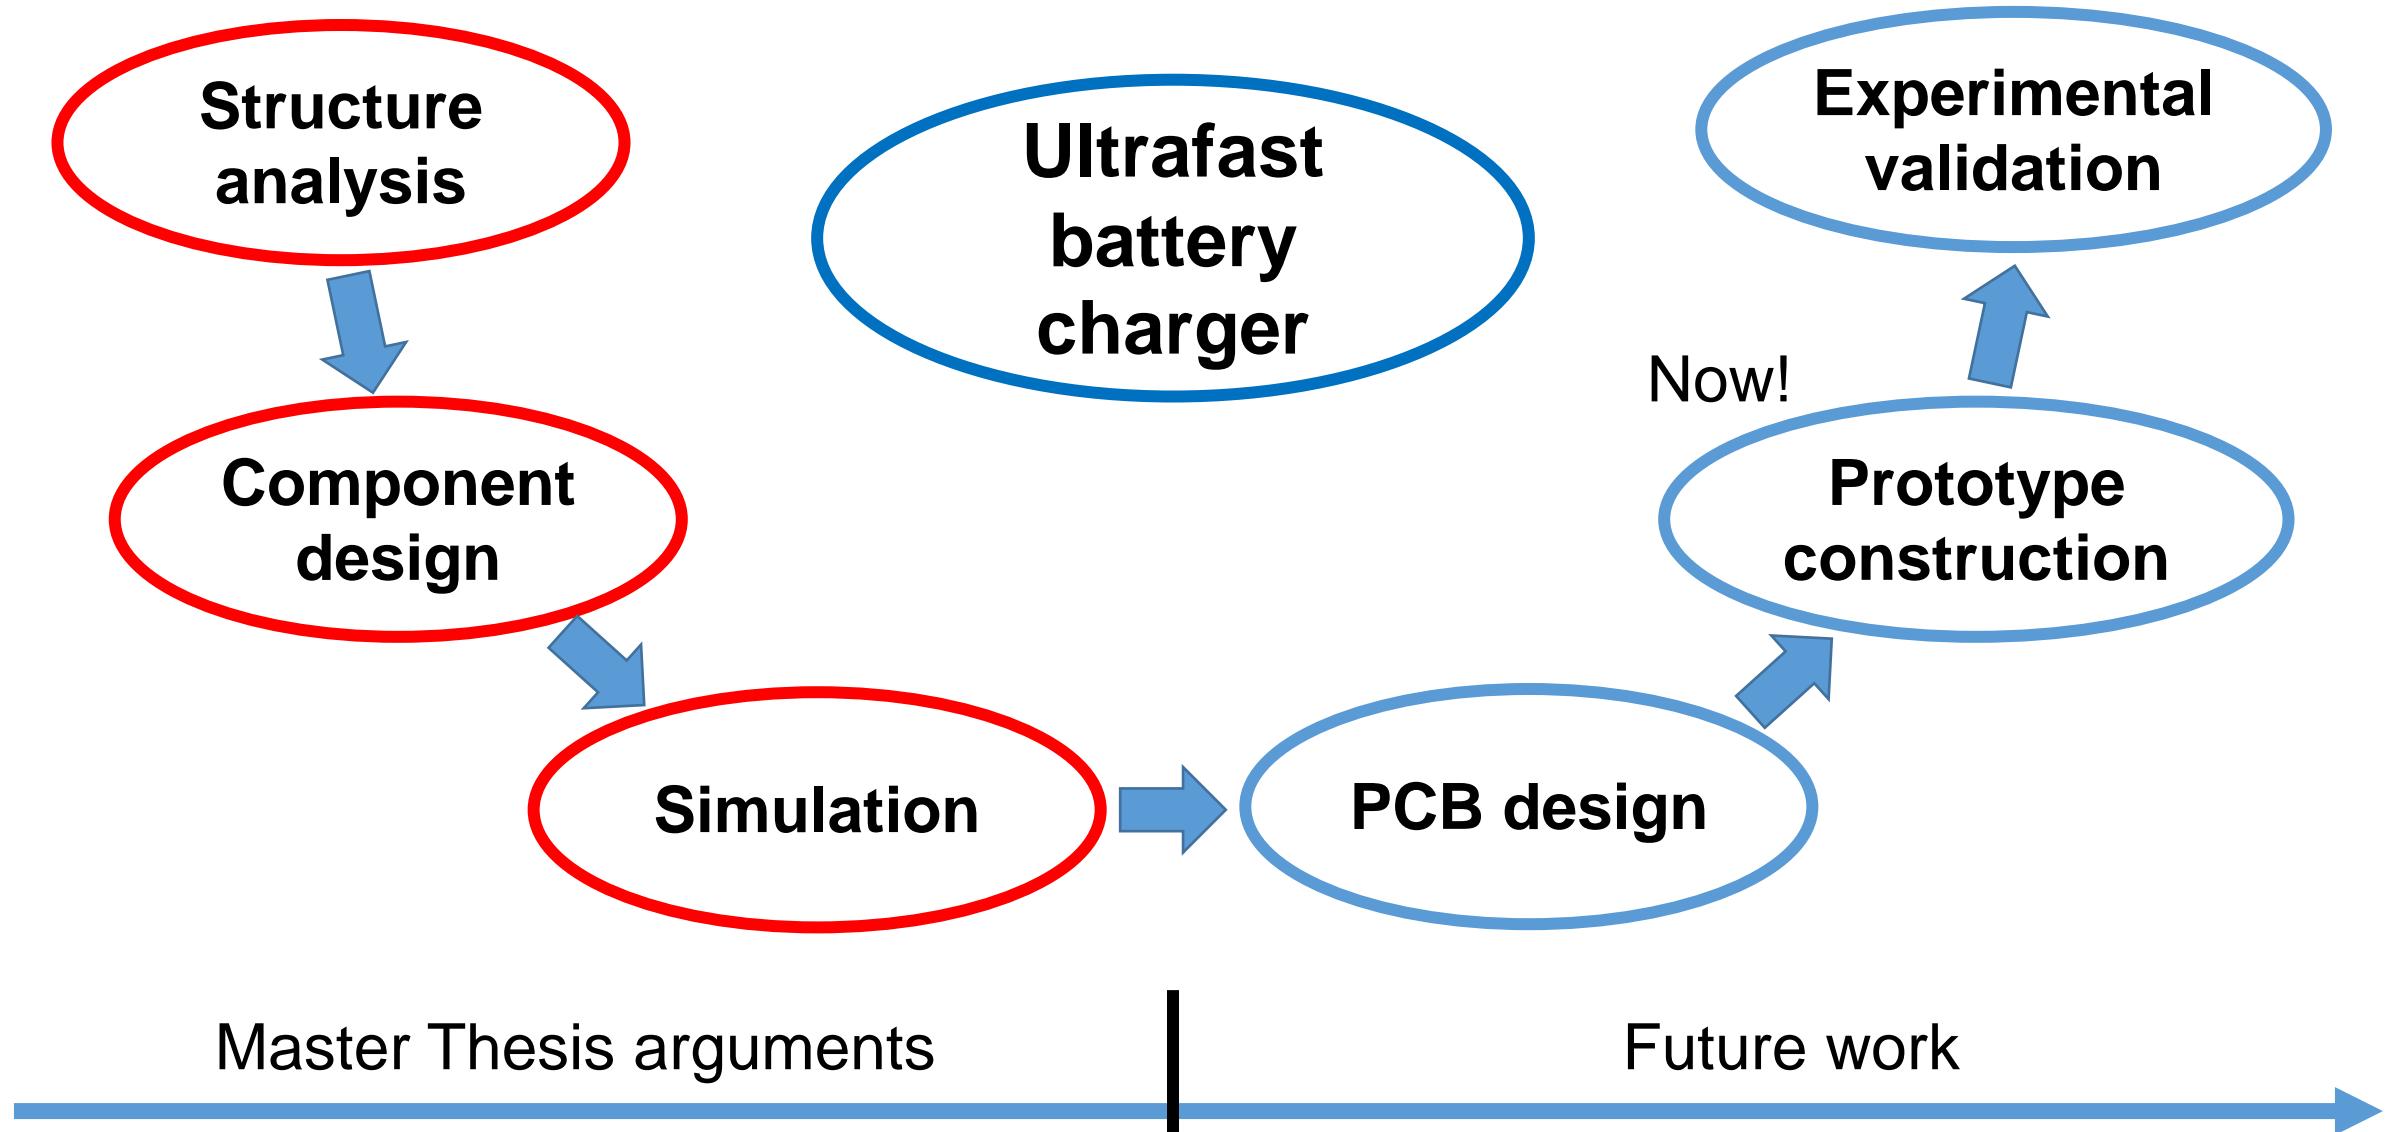 Structure
analysis
Ultrafast
battery
charger
Experimental
validation
Now!
Component
design
Prototype
construction
Simulation
PCB design
Master Thesis arguments
Future work